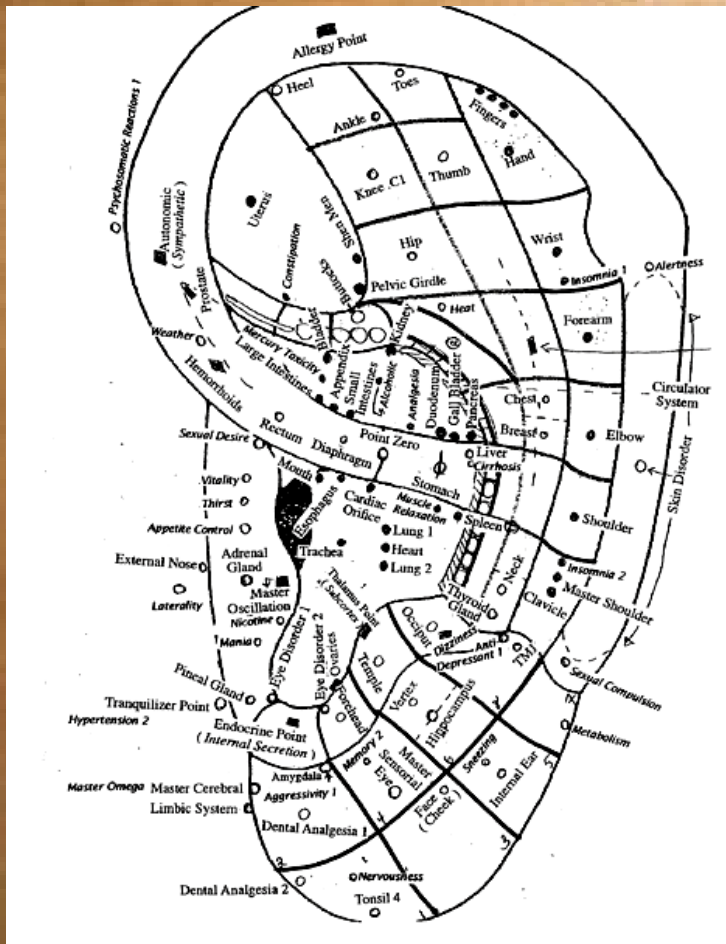 Allergy Point
Heel
Toes
Psychosomatic Reactions 1
Ankle
Fingers
Hand
Knee .C1
Thumb
Uterus
Shen Men
Autonomic
(Sympathetic)
Constipation
Hip
Wrist
Buttocks
Pelvic Girdle
Insomnia 1
Alertness
Prostate
Bladder
Kidney
Heat
Forearm
Weather
Mercury Toxicity
Large Intestines
Appendix
Small
Intestines
Alcoholic
Analgesia
Duodenum
Gall Bladder
Pancreas
Circulator
System
Chest
Hemorrhoids
Breast
Elbow
Rectum
Diaphragm
Point Zero
Sexual Desire
Liver
Cirrhosis
Skin Disorder
Mouth
Stomach
Vitality
Esophagus
Cardiac
Orifice
Muscle
Relaxation
Thirst
Spleen
Shoulder
Appetite Control
Lung 1
Trachea
Heart
External Nose
Adrenal
Gland
Lung 2
Insomnia 2
Master
Oscillation
Thalamus Point
(Subcortex)
Thyroid
Gland
Neck
Master Shoulder
Clavicle
Laterality
Nicotine
Occiput
Dizziness
Mania
Eye Disorder 1
Eye Disorder 2
Ovaries
Anti
Depressant 1
TMJ
Temple
Sexual Compulsion
Pineal Gland
Tranquilizer Point
Hypertension 2
Forehead
Vertex
Hippocampus
7
7
Metabolism
Endocrine Point
(Internal Secretion)
Memory 2
Master
Sensorial
Eye
6
Sneezing
Internal Ear
5
Amygdala
Master Omega
Master Cerebral
Aggressivity 1
Limbic System
Face
(Cheek)
Dental Analgesia 1
4
3
2
1
Nervousness
Dental Analgesia 2
Tonsil 4